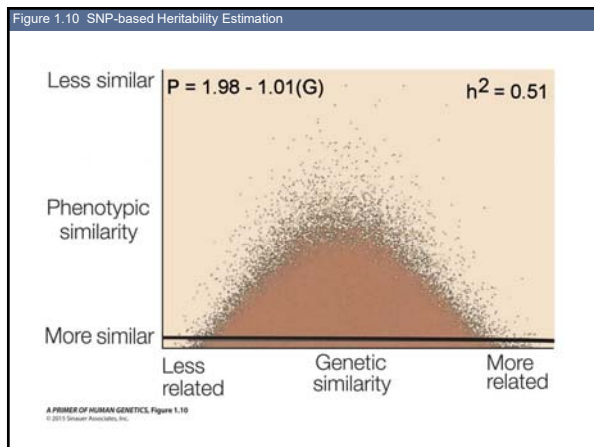 Figure 1.10 SNP-based Heritability Estimation
Less similar
P = 1.98 - 1.01(G)
h² = 0.51
Phenotypic
similarity
More similar
Less
related
Genetic
similarity
More
related
A PRIMER OF HUMAN GENETICS, Figure 1.10
© 2015 Sinauer Associates, Inc.